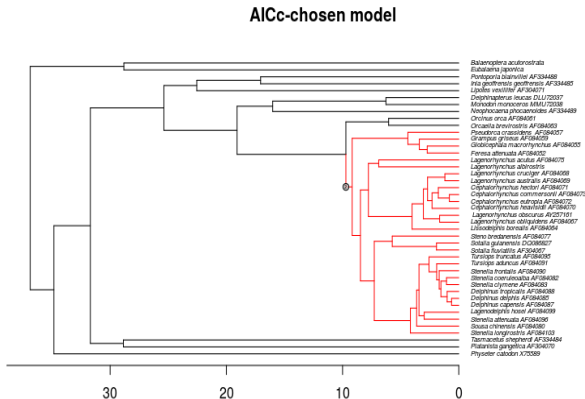 AICc-chosen model
Balaenoptera acutorostrata
Eubalaena japonica
Pontoporia blainvillei AF334488
Inia geoffrensis geoffrensis AF334485
Lipotes vexillifer AF304071
Delphinapterus leucas DLU72037
Monodon monoceros MMU72038
Neophocaena phocaenoides AF334489
Orcinus orca AF084061
Orcaella brevirostris AF084063
Pseudorca crassidens AF084057
Grampus griseus AF084059
Globicephala macrorhynchus AF084055
Feresa attenuata AF084052
Lagenorhynchus acutus AF084075
Lagenorhynchus albirostris
Lagenorhynchus cruciger AF084068
Lagenorhynchus australis AF084069
Cephalorhynchus hectori AF084071
Cephalorhynchus commersonii AF084073
Cephalorhynchus eutropia AF084072
Cephalorhynchus heavisidii AF084070
Lagenorhynchus obscurus AY257161
Lagenorhynchus obliquidens AF084067
Lissodelphis borealis AF084064
Steno bredanensis AF084077
Sotalia guianensis DQ086827
Sotalia fluviatilis AF304067
Tursiops truncatus AF084095
Tursiops aduncus AF084091
Stenella frontalis AF084090
Stenella coeruleoalba AF084082
Stenella clymene AF084083
Delphinus tropicalis AF084088
Delphinus delphis AF084085
Delphinus capensis AF084087
Lagenodelphis hosei AF084099
Stenella attenuata AF084096
Sousa chinensis AF084080
Stenella longirostris AF084103
Tasmacetus shepherdi AF334484
Platanista gangetica AF304070
Physeter catodon X75589
30 20 10 0